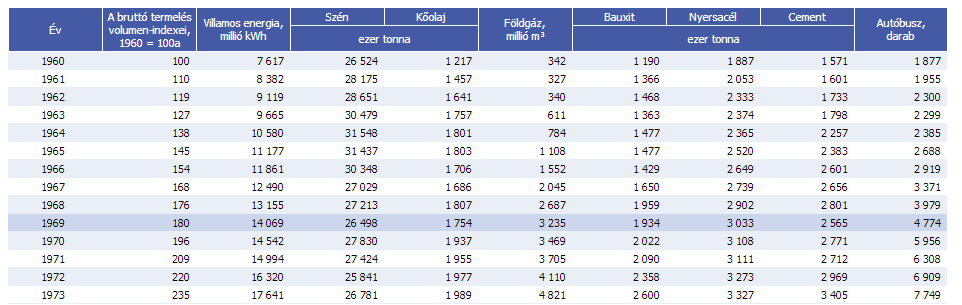 Év A bruttó termelés volumen-indexei, 1960 = 100a Villamos energia, millió kWh Szén Kőolaj Földgáz, millió m³ Bauxit Nyersacél Cement Autóbusz, darab
ezer tonna ezer tonna
1960 100 7 617 26 524 1 217 342 1 190 1 887 1 571 1 877
1961 110 8 382 28 175 1 457 327 1 366 2 053 1 601 1 955
1962 119 9 119 28 651 1 641 340 1 468 2 333 1 733 2 300
1963 127 9 665 30 479 1 757 611 1 363 2 374 1 798 2 299
1964 138 10 580 31 548 1 801 784 1 477 2 365 2 257 2 385
1965 145 11 177 31 437 1 803 1 108 1 477 2 520 2 383 2 688
1966 154 11 861 30 348 1 706 1 552 1 429 2 649 2 601 2 919
1967 168 12 490 27 029 1 686 2 045 1 650 2 739 2 656 3 371
1968 176 13 155 27 213 1 807 2 687 1 959 2 902 2 801 3 979
1969 180 14 069 26 498 1 754 3 235 1 934 3 033 2 565 4 774
1970 196 14 542 27 830 1 937 3 469 2 022 3 108 2 771 5 956
1971 209 14 994 27 424 1 955 3 705 2 090 3 111 2 712 6 308
1972 220 16 320 25 841 1 977 4 110 2 358 3 273 2 969 6 909
1973 235 17 641 26 781 1 989 4 821 2 600 3 327 3 405 7 749